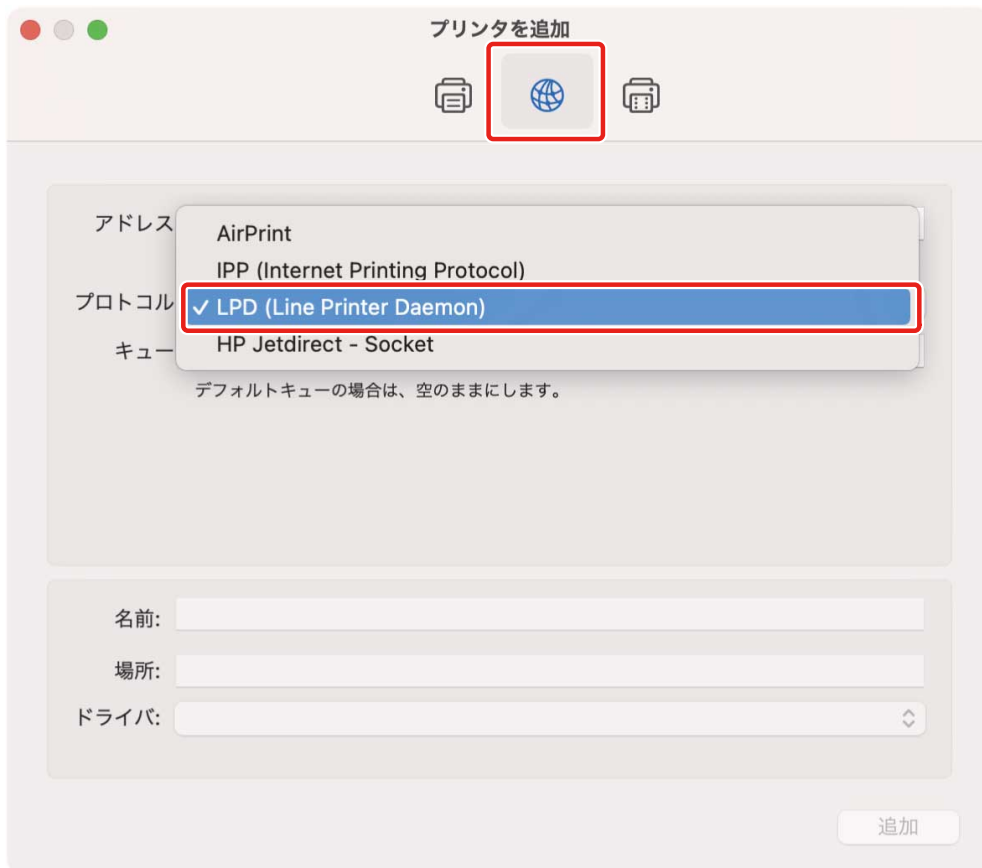 プリンタを追加
アドレス
AirPrint
IPP (Internet Printing Protocol)
プロトコル
✓ LPD (Line Printer Daemon)
キュー
HP Jetdirect - Socket
デフォルトキューの場合は、空のままにします。
名前:
場所:
ドライバ:
追加